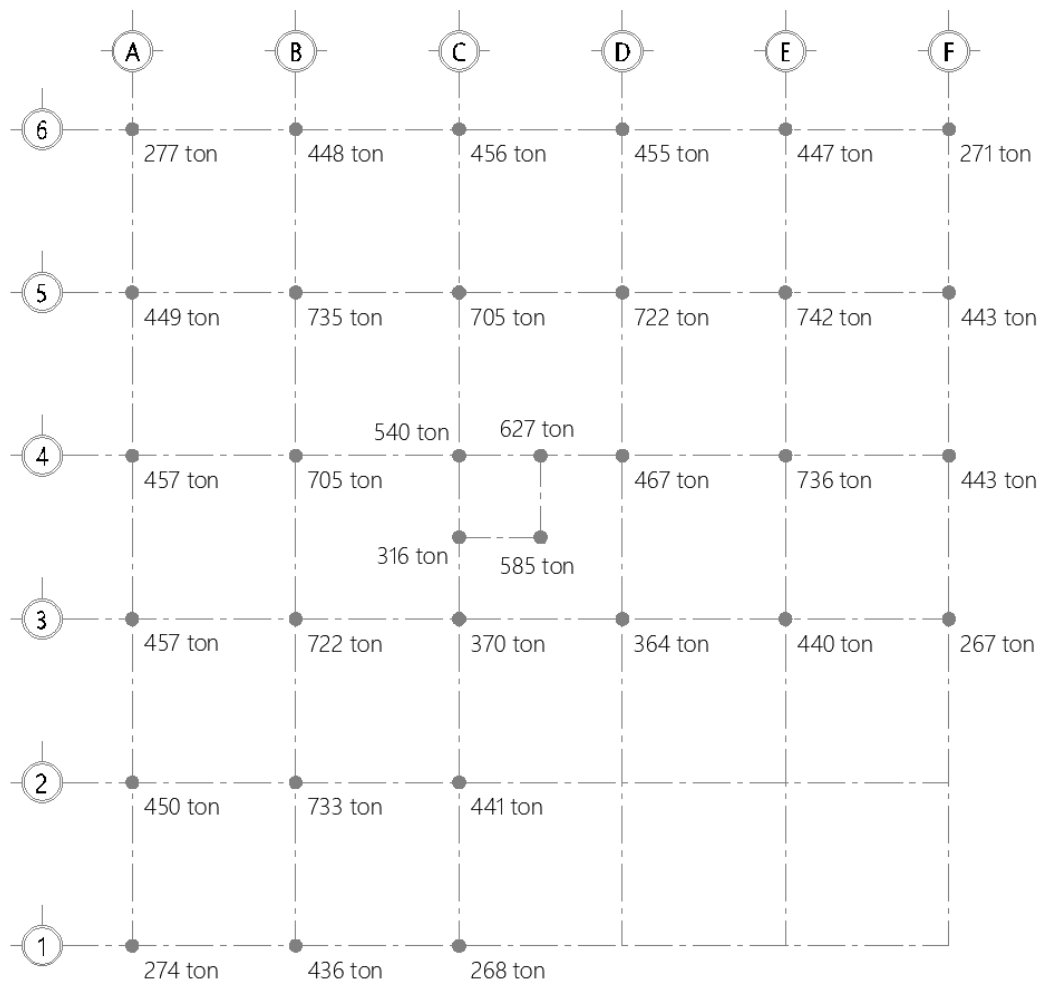 A B C D E F
6
277 ton 448 ton 456 ton 455 ton 447 ton 271 ton
5
449 ton 735 ton 705 ton 722 ton 742 ton 443 ton
540 ton 627 ton
4
457 ton 705 ton 467 ton 736 ton 443 ton
316 ton 585 ton
3
457 ton 722 ton 370 ton 364 ton 440 ton 267 ton
2
450 ton 733 ton 441 ton
1
274 ton 436 ton 268 ton